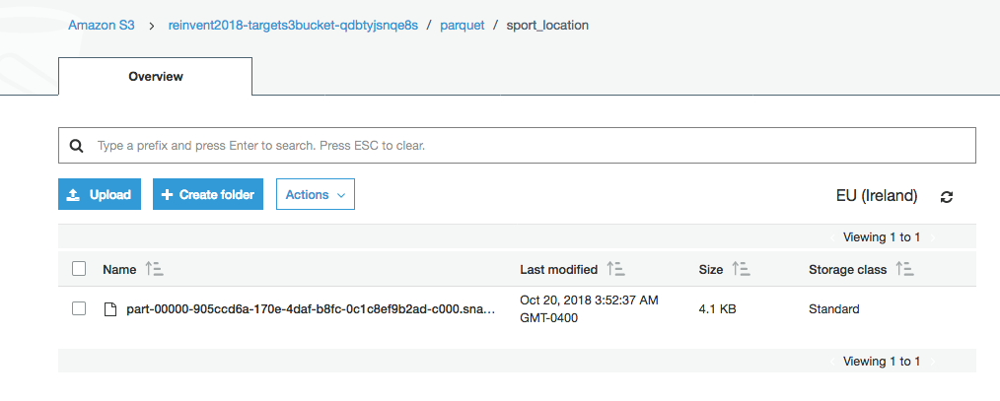 Amazon S3 > reinvent2018-targets3bucket-qdbtyjsnqe8s / parquet / sport_location
Overview
Type a prefix and press Enter to search. Press ESC to clear.
Upload + Create folder Actions EU (Ireland)
Viewing 1 to 1
Name Last modified Size Storage class
part-00000-905ccd6a-170e-4daf-b8fc-0c1c8ef9b2ad-c000.sna... Oct 20, 2018 3:52:37 AM 4.1 KB Standard
GMT-0400
Viewing 1 to 1